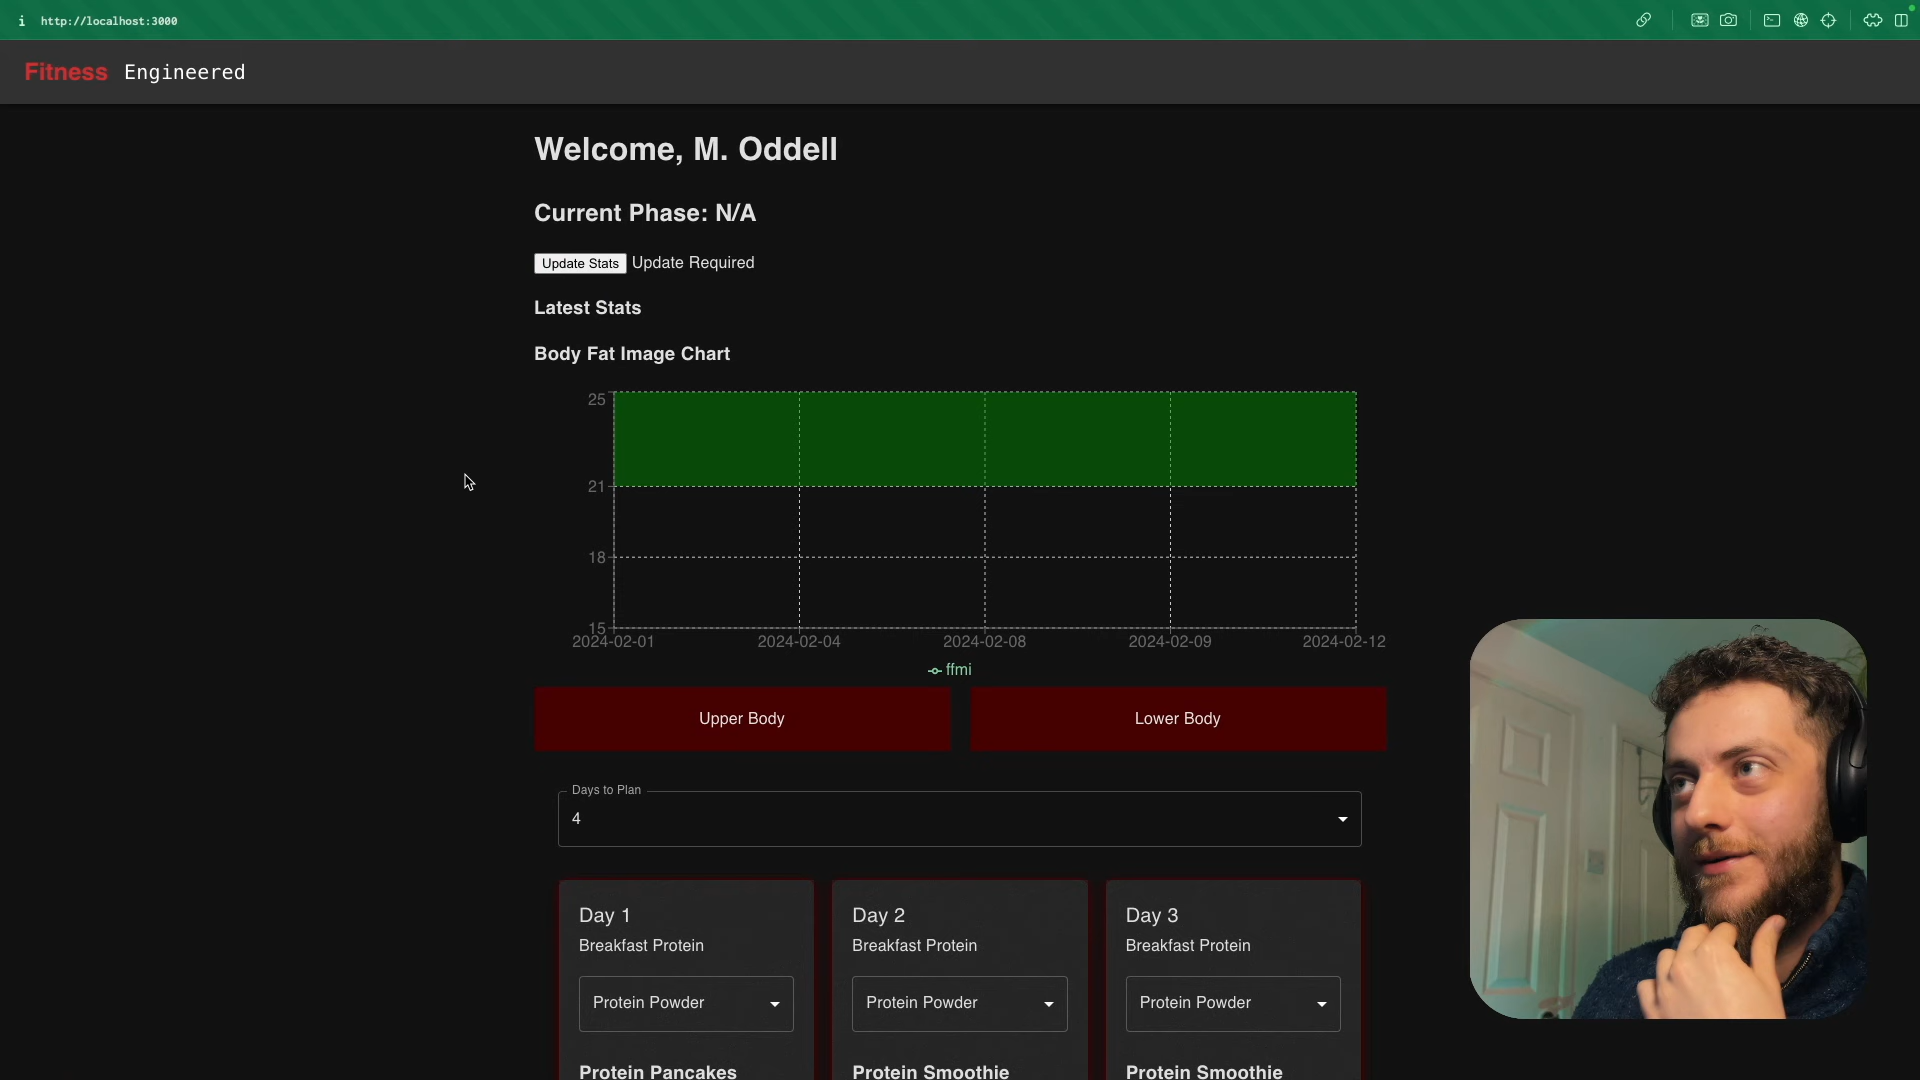 i http://localhost:3000
Fitness Engineered
Welcome, M. Oddell
Current Phase: N/A
Update Stats Update Required
Latest Stats
Body Fat Image Chart
25
21
18
15
2024-02-01 2024-02-04 2024-02-08 2024-02-09 2024-02-12
ffmi
Upper Body Lower Body
Days to Plan
4
Day 1 Day 2 Day 3
Breakfast Protein Breakfast Protein Breakfast Protein
Protein Powder Protein Powder Protein Powder
Protein Pancakes Protein Smoothie Protein Smoothie